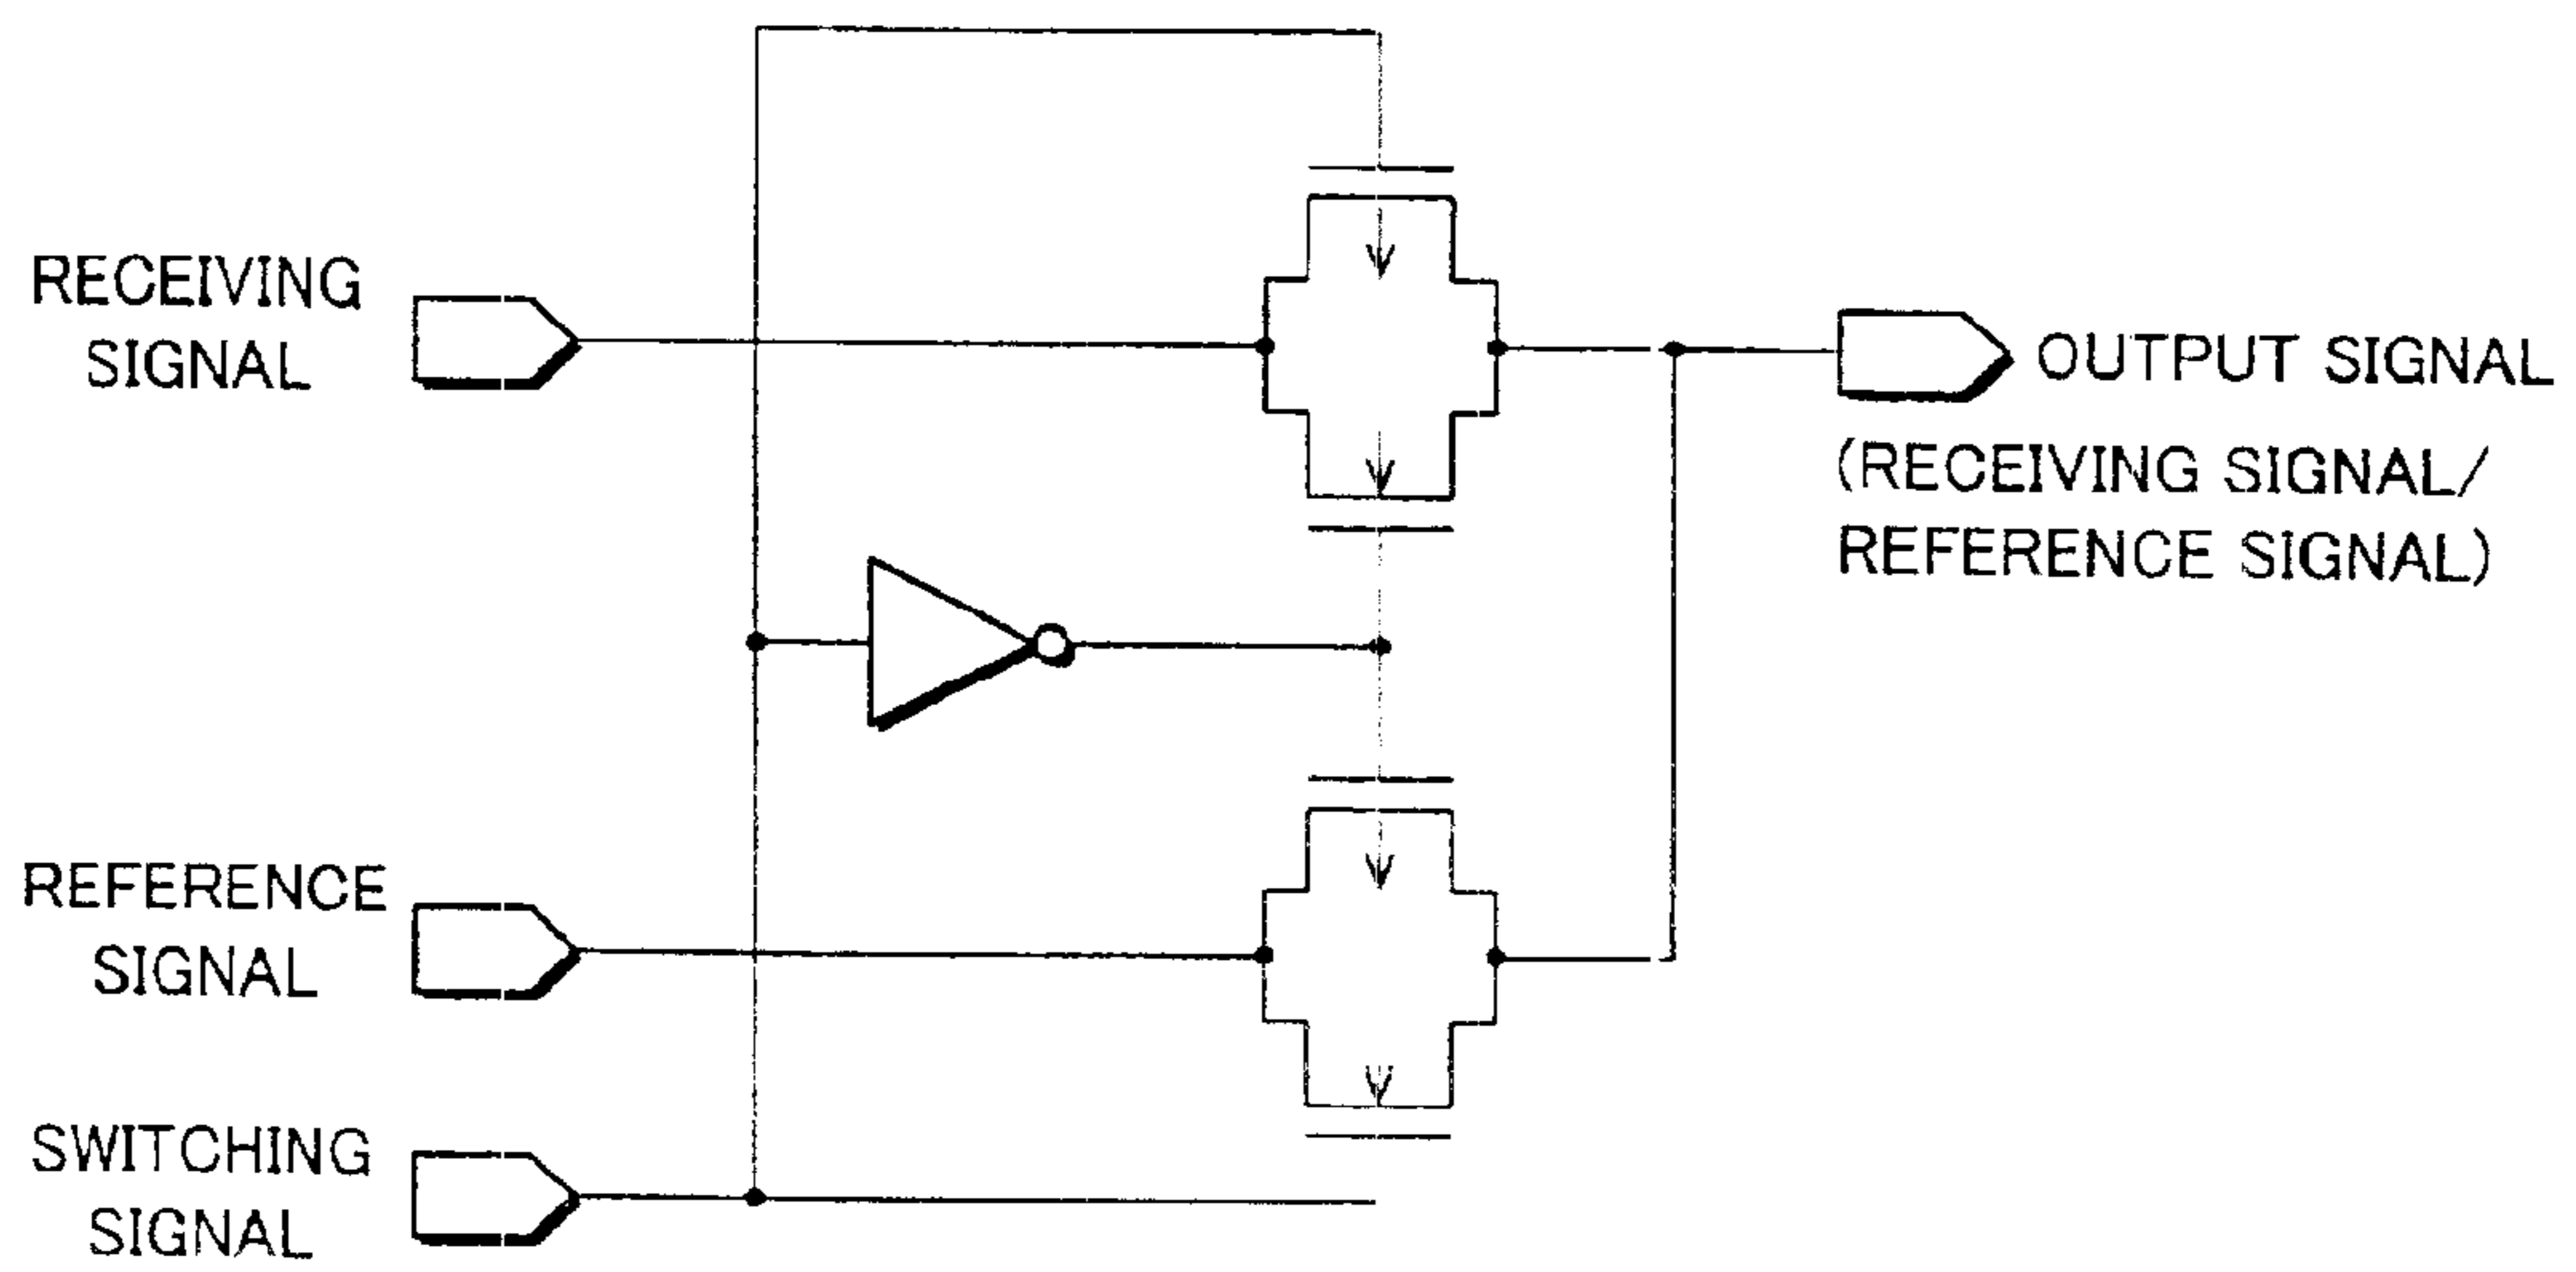 RECEIVING
SIGNAL
OUTPUT SIGNAL
(RECEIVING SIGNAL/
REFERENCE SIGNAL)
REFERENCE
SIGNAL
SWITCHING
SIGNAL